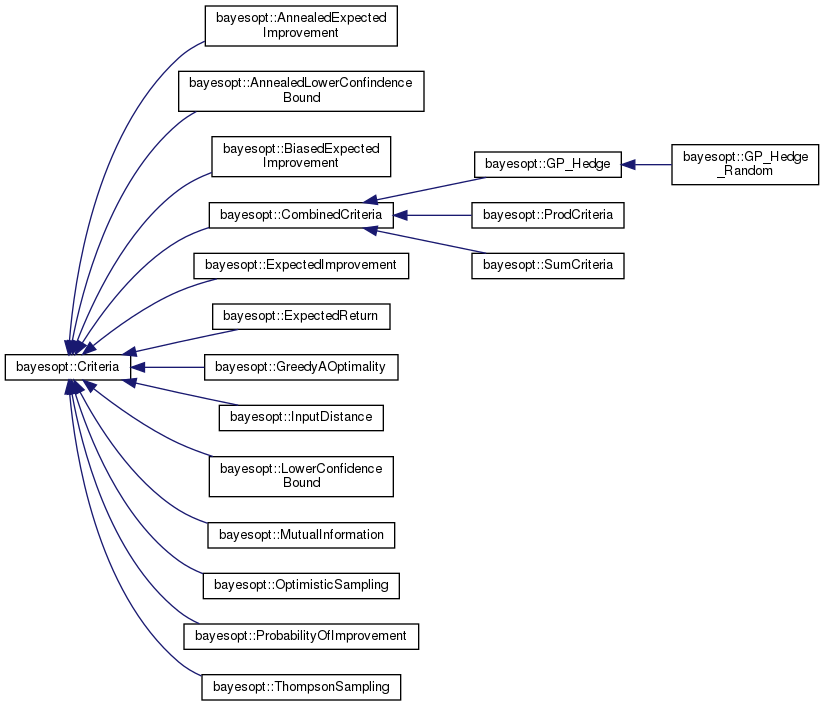 bayesopt::AnnealedExpected
Improvement
bayesopt::AnnealedLowerConfindence
Bound
bayesopt::BiasedExpected
Improvement
bayesopt::GP_Hedge
bayesopt::GP_Hedge
_Random
bayesopt::CombinedCriteria
bayesopt::ProdCriteria
bayesopt::ExpectedImprovement
bayesopt::SumCriteria
bayesopt::ExpectedReturn
bayesopt::Criteria
bayesopt::GreedyAOptimality
bayesopt::InputDistance
bayesopt::LowerConfidence
Bound
bayesopt::MutualInformation
bayesopt::OptimisticSampling
bayesopt::ProbabilityOfImprovement
bayesopt::ThompsonSampling